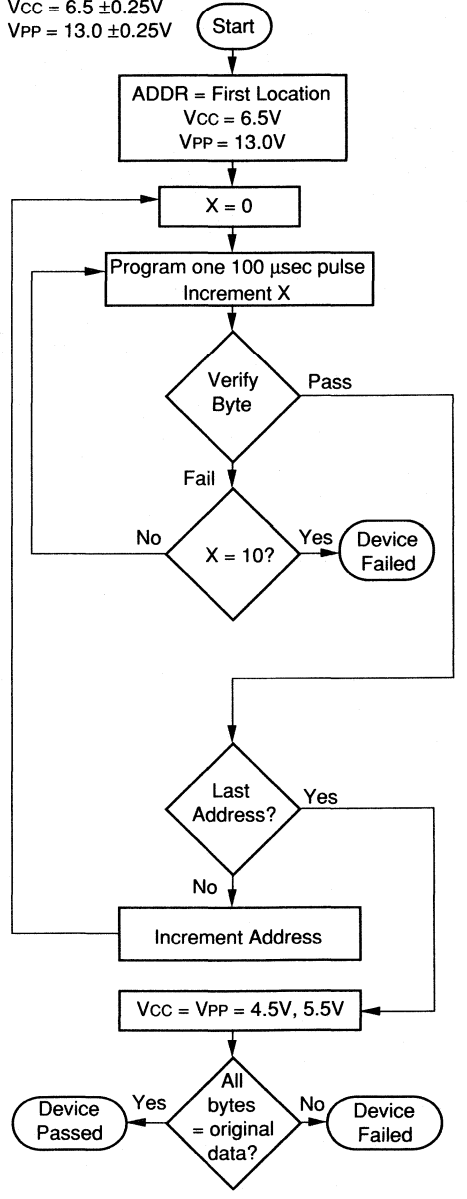 VCC = 6.5 ±0.25V
VPP = 13.0 ±0.25V
Start
ADDR = First Location
VCC = 6.5V
VPP = 13.0V
X = 0
Program one 100 μsec pulse
Increment X
Verify
Byte
Pass
Fail
X = 10?
No
Yes
Device
Failed
Last
Address?
Yes
No
Increment Address
VCC = VPP = 4.5V, 5.5V
All
bytes
= original
data?
Yes
Device
Passed
No
Device
Failed